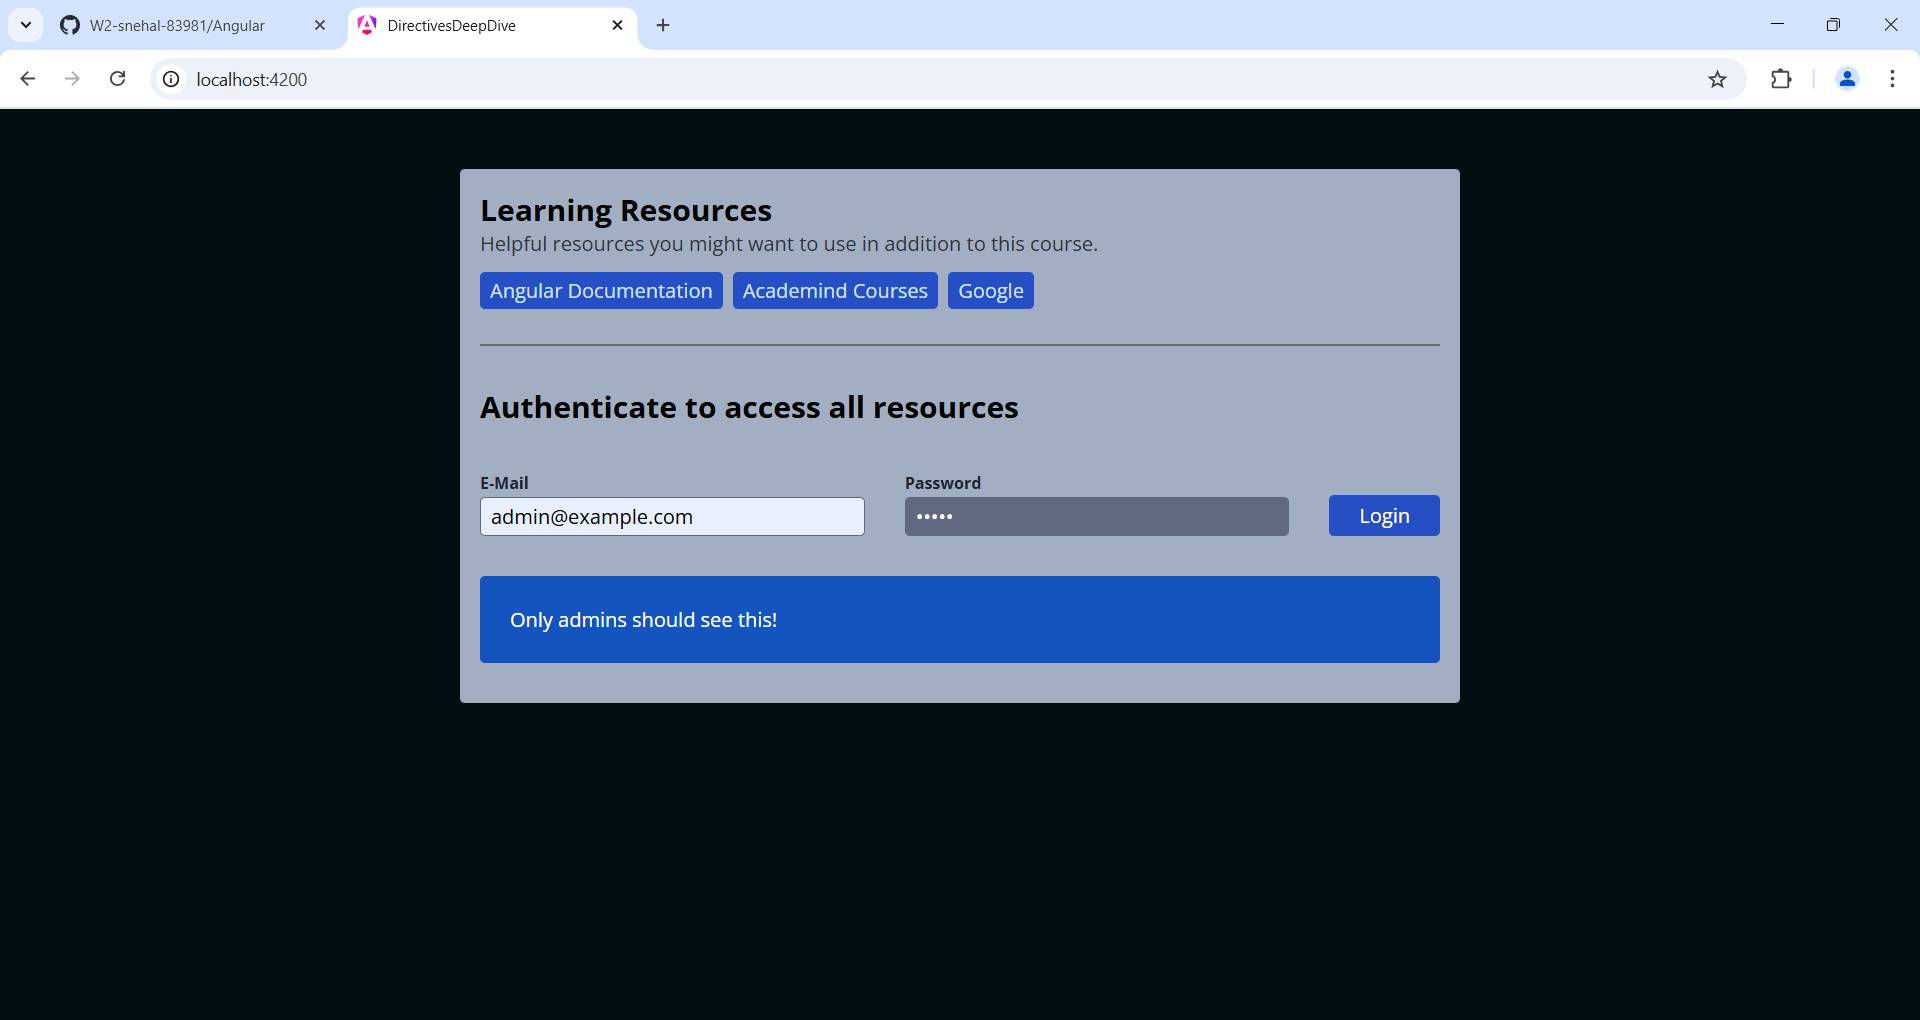 W2-snehal-83981/Angular
DirectivesDeepDive
localhost:4200
Learning Resources
Helpful resources you might want to use in addition to this course.
Angular Documentation
Academind Courses
Google
Authenticate to access all resources
E-Mail
Password
admin@example.com
•••••
Login
Only admins should see this!